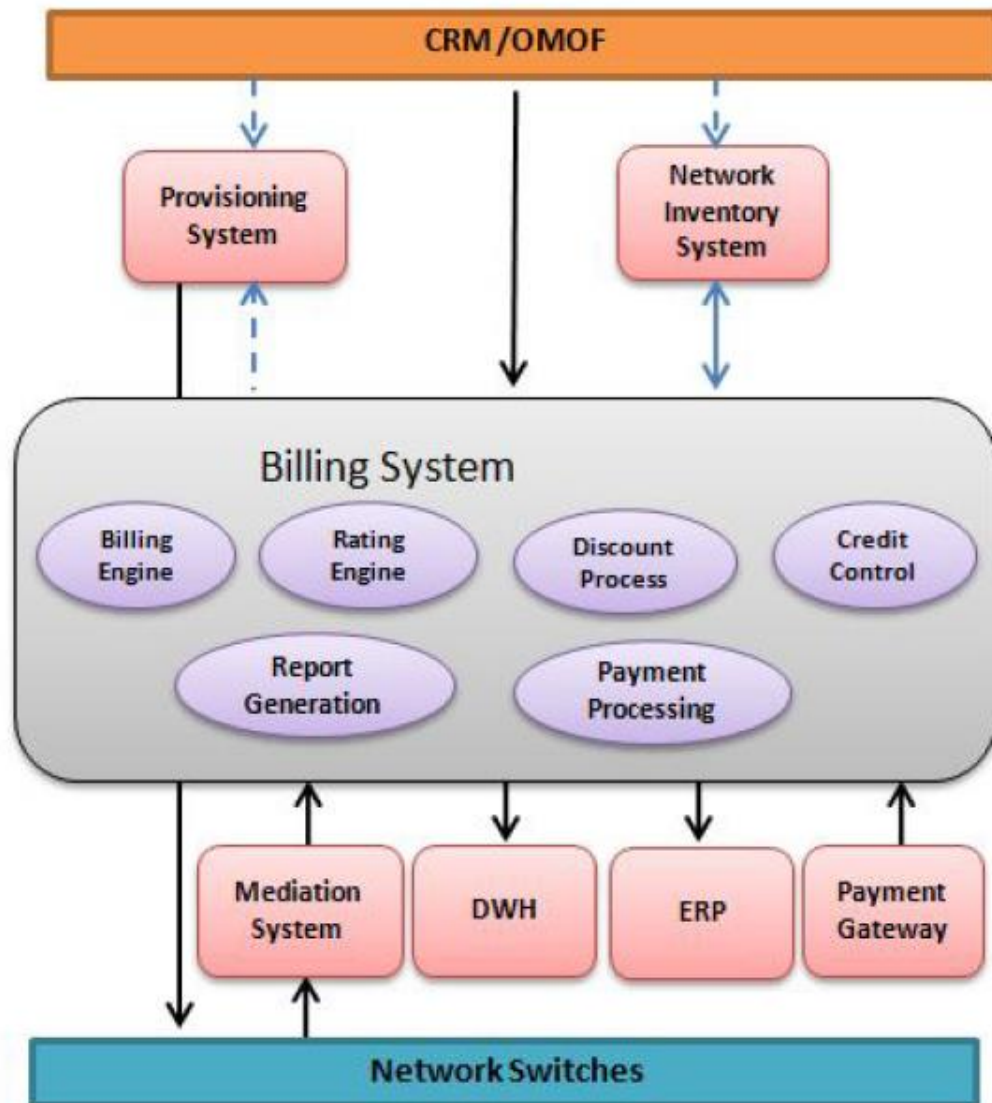 CRM /OMOF
Provisioning
System
Network
Inventory
System
Billing System
Billing
Engine
Rating
Engine
Discount
Process
Credit
Control
Report
Generation
Payment
Processing
Mediation
System
DWH
ERP
Payment
Gateway
Network Switches